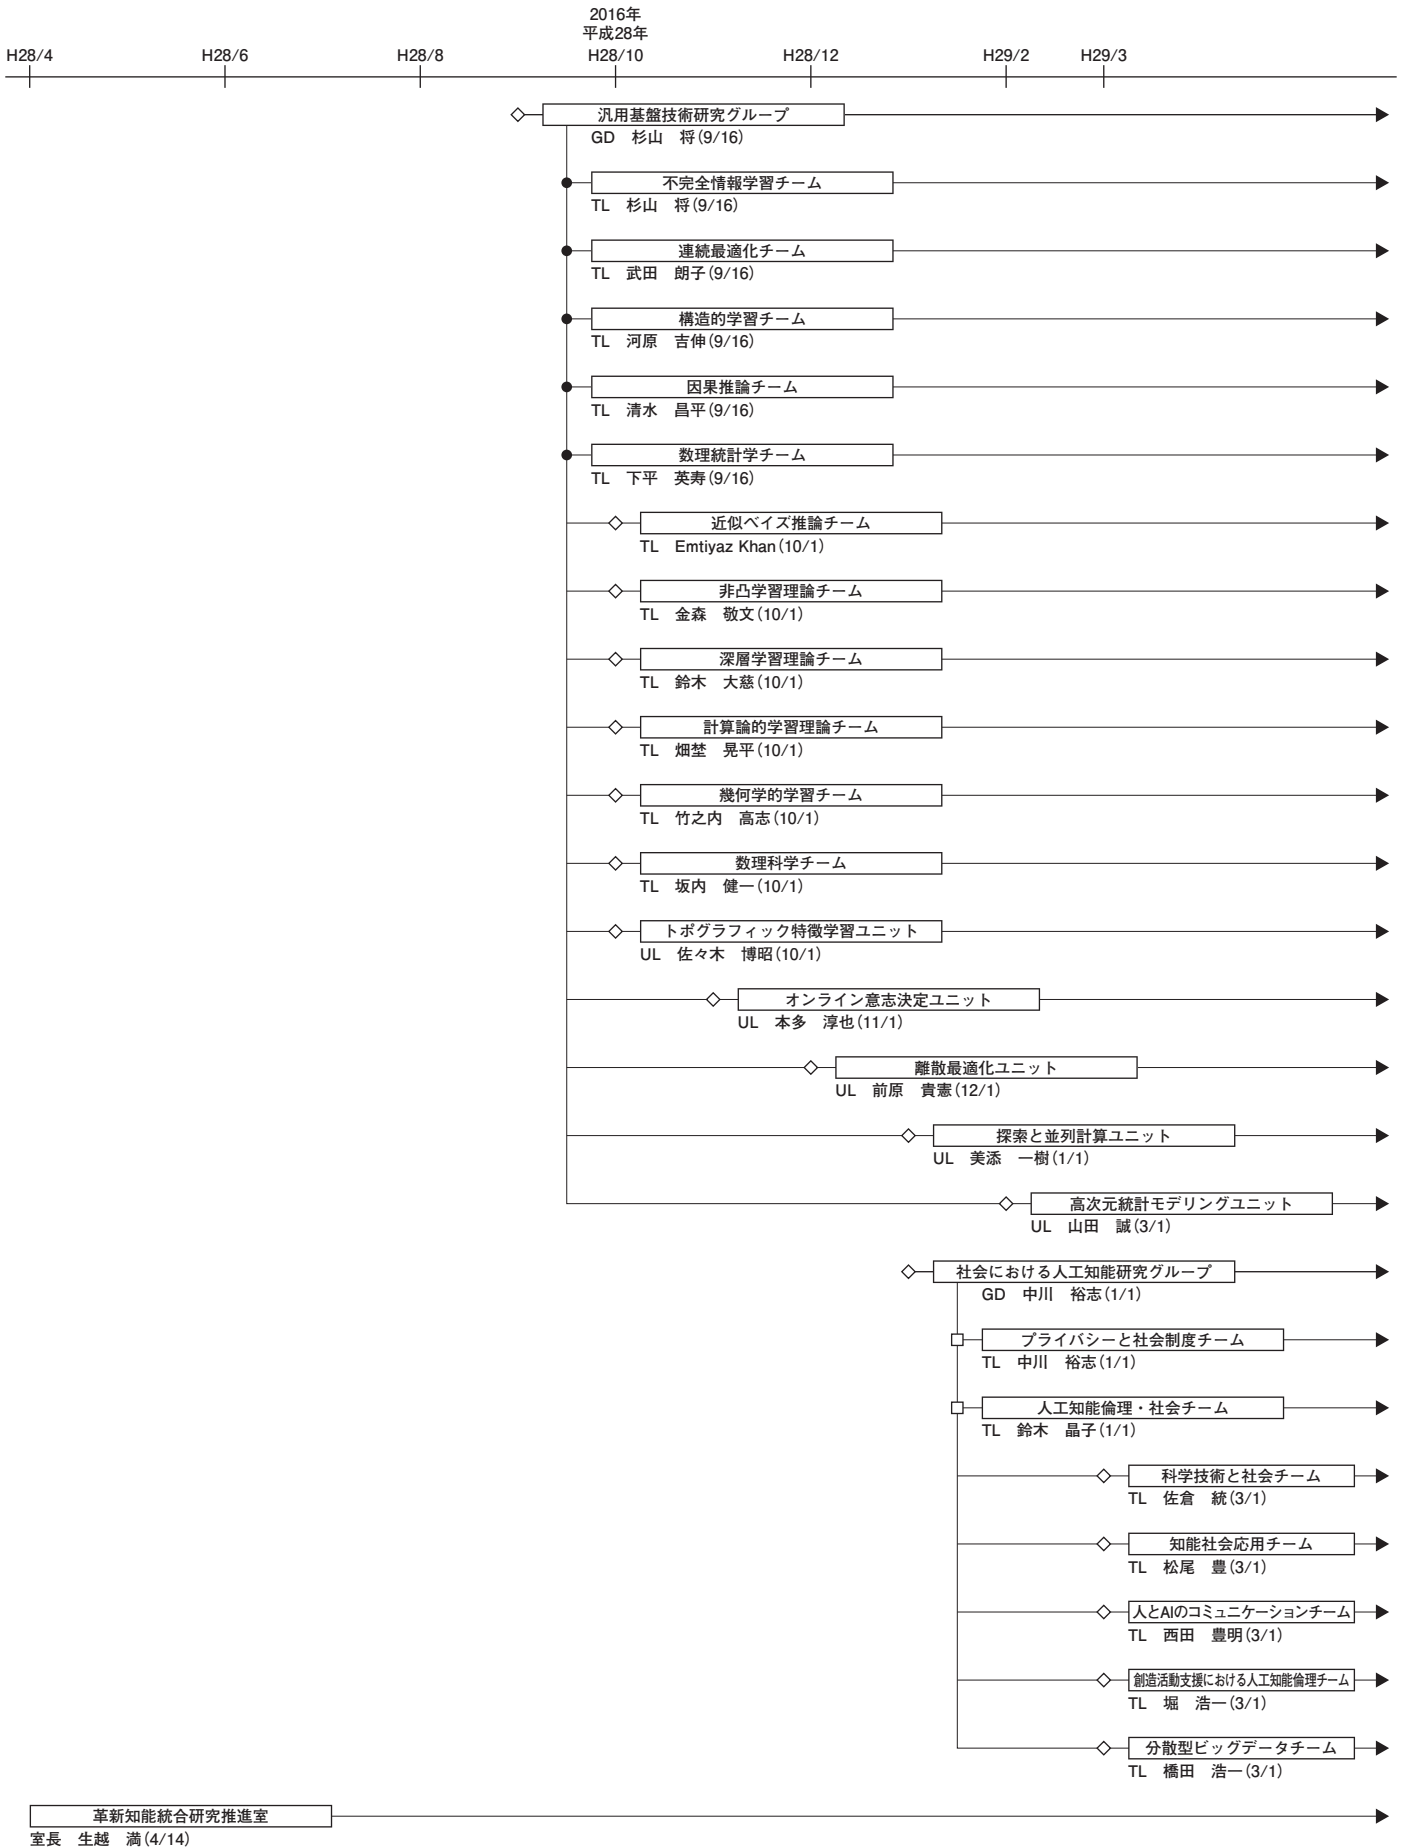 2016年
平成28年
H28/4 H28/6 H28/8 H28/10 H28/12 H29/2 H29/3
汎用基盤技術研究グループ
GD 杉山 将(9/16)
不完全情報学習チーム
TL 杉山 将(9/16)
連続最適化チーム
TL 武田 朗子(9/16)
構造的学習チーム
TL 河原 吉伸(9/16)
因果推論チーム
TL 清水 昌平(9/16)
数理統計学チーム
TL 下平 英寿(9/16)
近似ベイズ推論チーム
TL Emtiyaz Khan(10/1)
非凸学習理論チーム
TL 金森 敬文(10/1)
深層学習理論チーム
TL 鈴木 大慈(10/1)
計算論的学習理論チーム
TL 畑埜 晃平(10/1)
幾何学的学習チーム
TL 竹之内 高志(10/1)
数理科学チーム
TL 坂内 健一(10/1)
トポグラフィック特徴学習ユニット
UL 佐々木 博昭(10/1)
オンライン意志決定ユニット
UL 本多 淳也(11/1)
離散最適化ユニット
UL 前原 貴憲(12/1)
探索と並列計算ユニット
UL 美添 一樹(1/1)
高次元統計モデリングユニット
UL 山田 誠(3/1)
社会における人工知能研究グループ
GD 中川 裕志(1/1)
プライバシーと社会制度チーム
TL 中川 裕志(1/1)
人工知能倫理・社会チーム
TL 鈴木 晶子(1/1)
科学技術と社会チーム
TL 佐倉 統(3/1)
知能社会応用チーム
TL 松尾 豊(3/1)
人とAIのコミュニケーションチーム
TL 西田 豊明(3/1)
創造活動支援における人工知能倫理チーム
TL 堀 浩一(3/1)
分散型ビッグデータチーム
TL 橋田 浩一(3/1)
革新知能統合研究推進室
室長 生越 満(4/14)